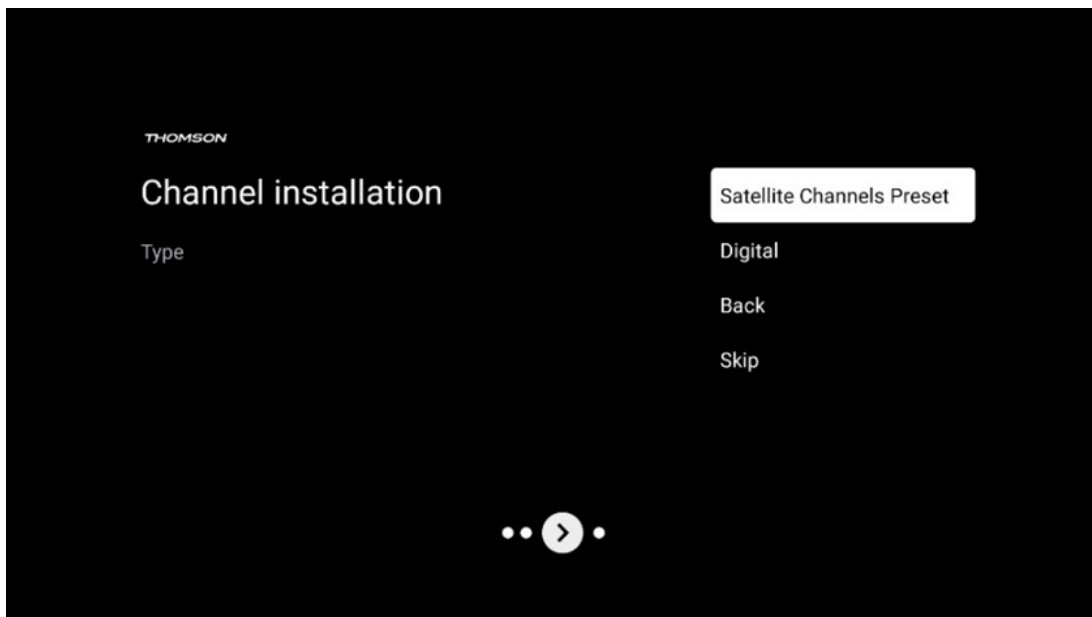 THOMSON
Channel installation
Type
Satellite Channels Preset
Digital
Back
Skip